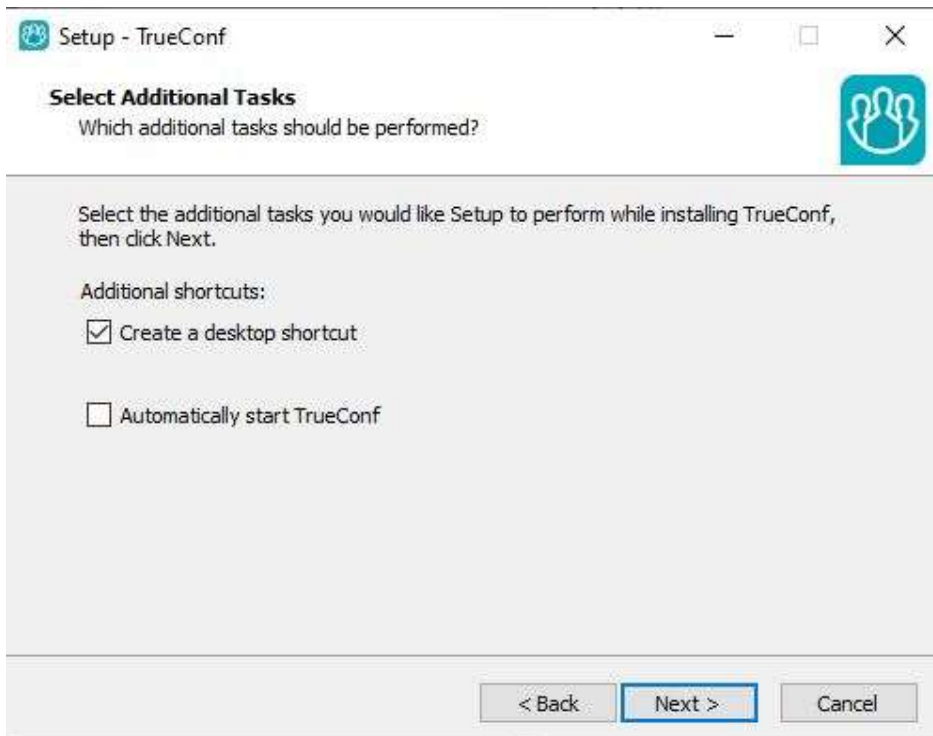 Setup - TrueConf
Select Additional Tasks
Which additional tasks should be performed?
Select the additional tasks you would like Setup to perform while installing TrueConf,
then click Next.
Additional shortcuts:
Create a desktop shortcut
Automatically start TrueConf
< Back Next > Cancel